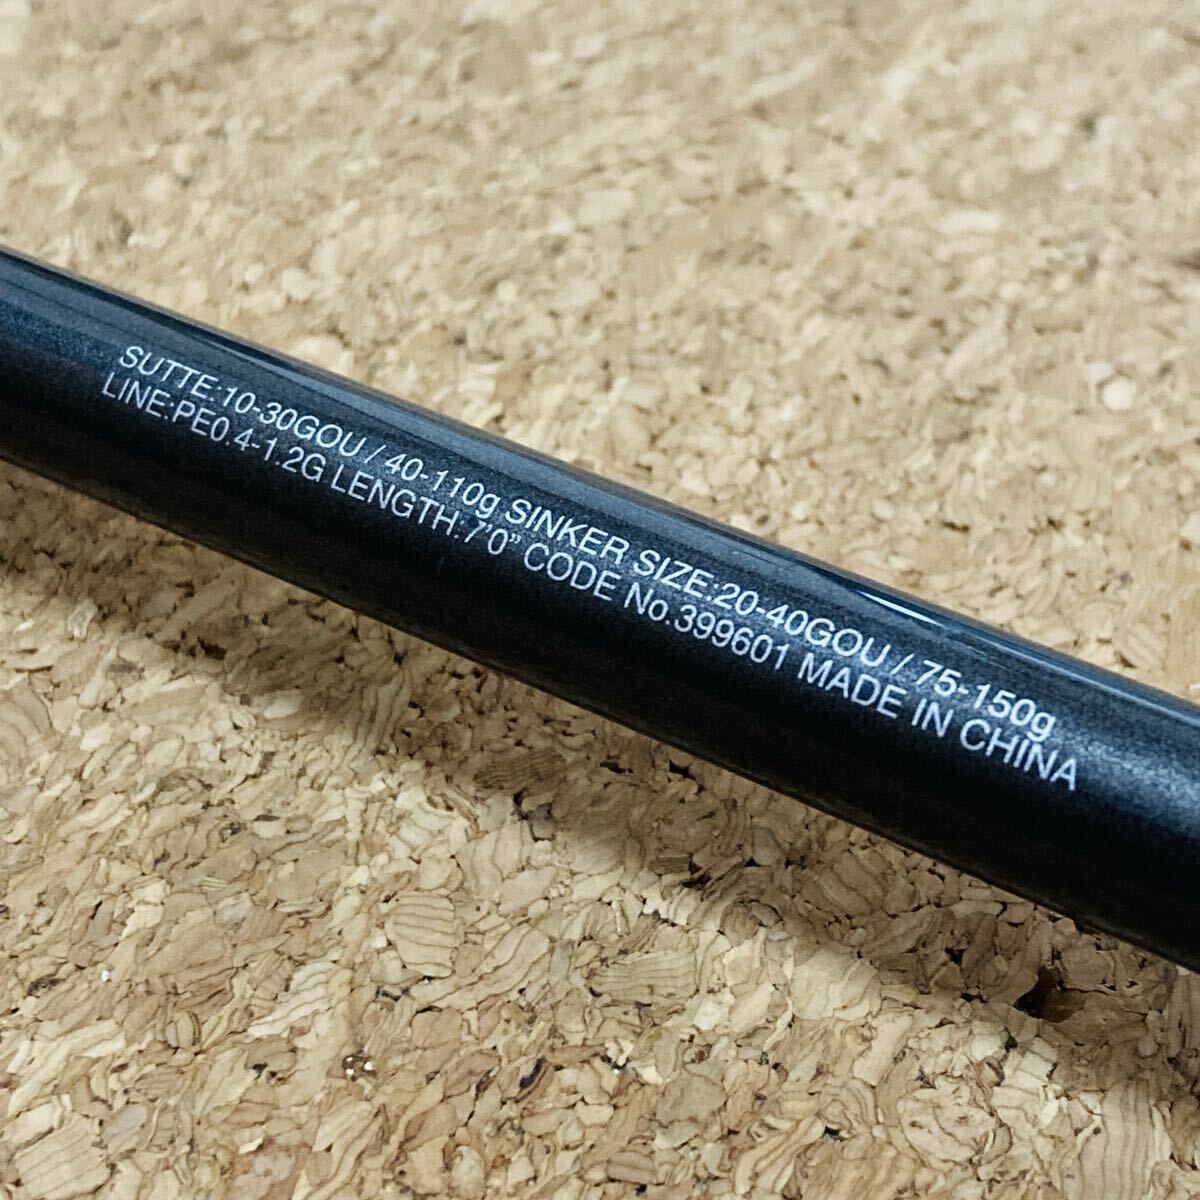 SUTTE:10-30GOU / 40-110g SINKER SIZE:20-40GOU / 75-150g
LINE:PE0.4-1.2G LENGTH:7'0" CODE No.399601 MADE IN CHINA